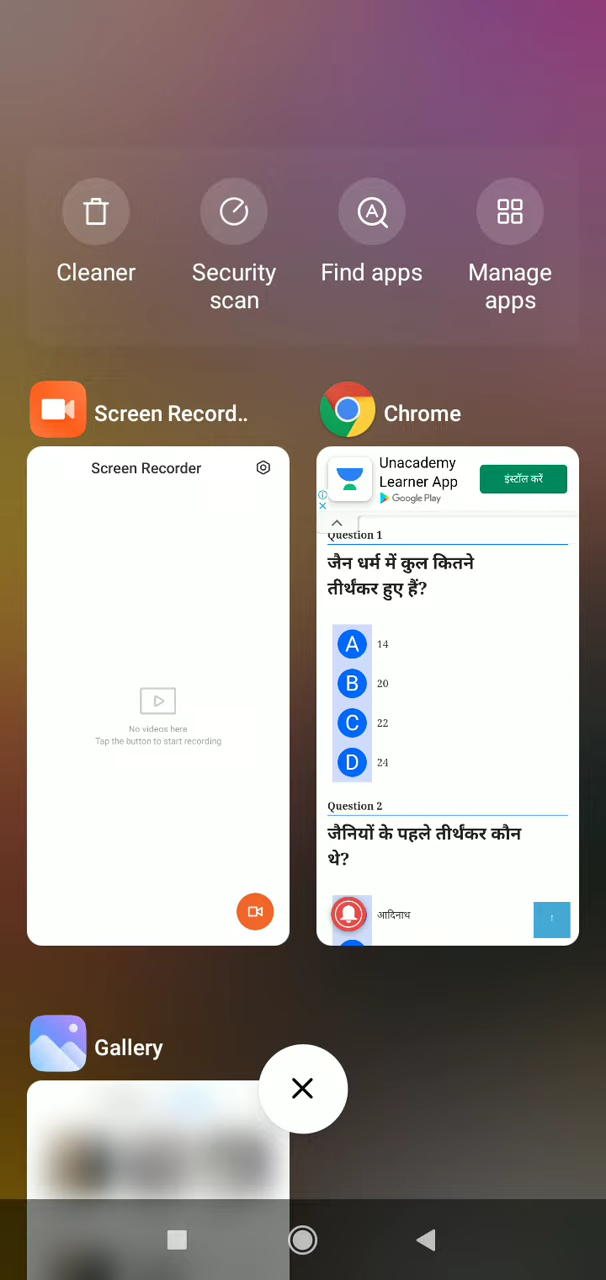 Cleaner
Security
scan
Find apps
Manage
apps
Screen Record..
Chrome
Screen Recorder
No videos here
Tap the button to start recording
Unacademy
Learner App
Google Play
इंस्टॉल करें
Question 1
जैन धर्म में कुल कितने
तीर्थंकर हुए हैं?
A 14
B 20
C 22
D 24
Question 2
जैनियों के पहले तीर्थंकर कौन
थे?
आदिनाथ
Gallery